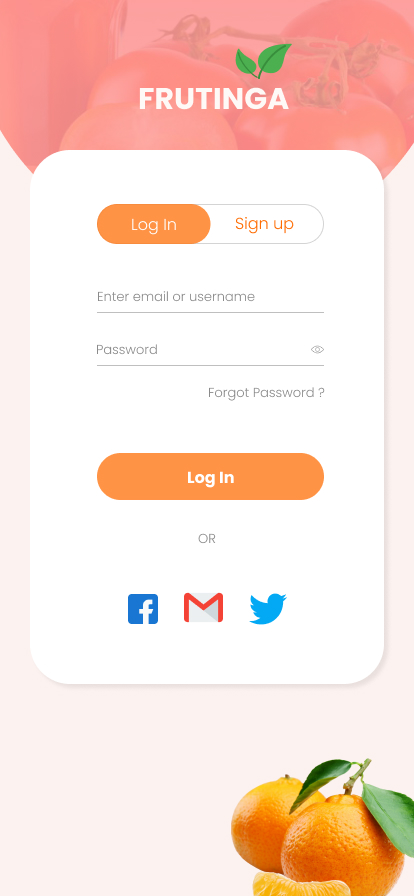 FRUTINGA
Log In
Sign up
Enter email or username
Password
Forgot Password ?
Log In
OR